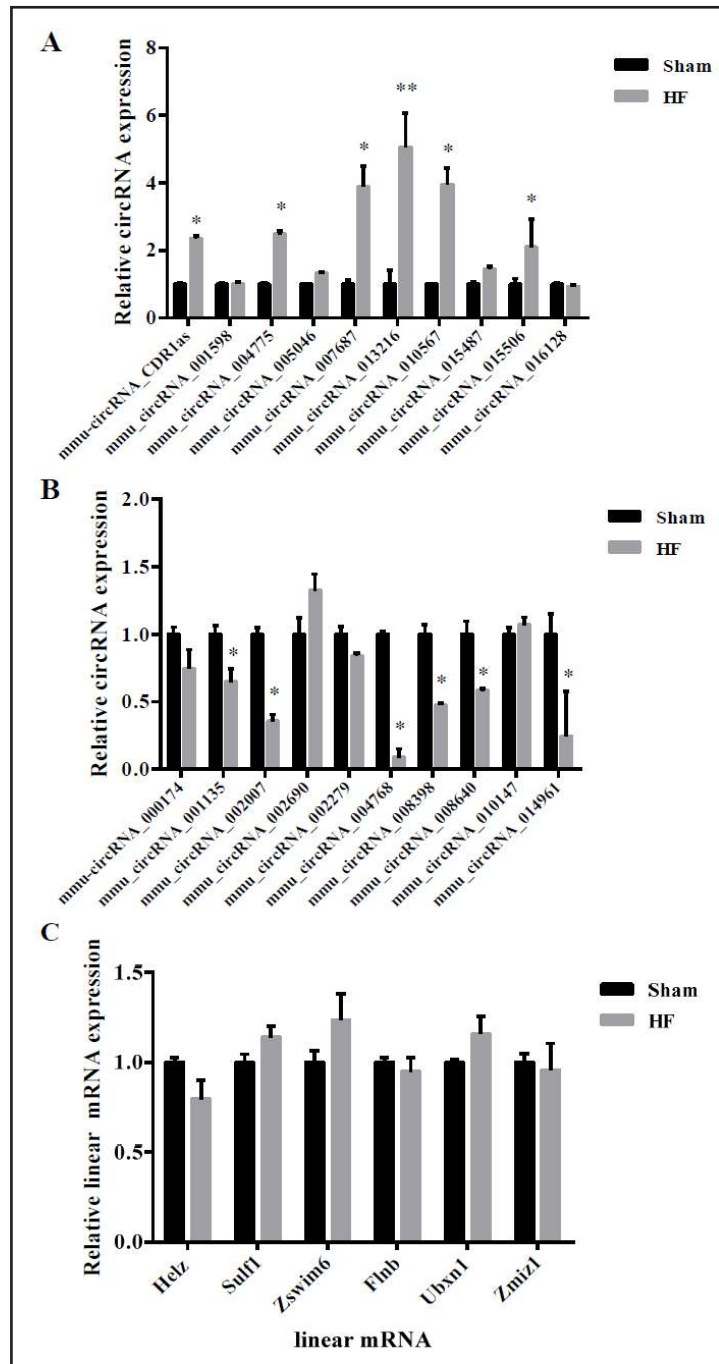 A
Relative circRNA expression
8
6
4
2
0
* * * ** * *
Sham
HF
mmu-circRNA_CDR1as
mmu_circRNA_001598
mmu_circRNA_004775
mmu_circRNA_005046
mmu_circRNA_007687
mmu_circRNA_013216
mmu_circRNA_010567
mmu_circRNA_015487
mmu_circRNA_015506
mmu_circRNA_016128
B
Relative circRNA expression
2.0
1.5
1.0
0.5
0.0
* * * * * *
Sham
HF
mmu-circRNA_000174
mmu_circRNA_001135
mmu_circRNA_002007
mmu_circRNA_002690
mmu_circRNA_002279
mmu_circRNA_004768
mmu_circRNA_008398
mmu_circRNA_008640
mmu_circRNA_010147
mmu_circRNA_014961
C
Relative linear mRNA expression
1.5
1.0
0.5
0.0
Sham
HF
Helz
Sulf1
Zswim6
Flnb
Ubxn1
Zmiz1
linear mRNA